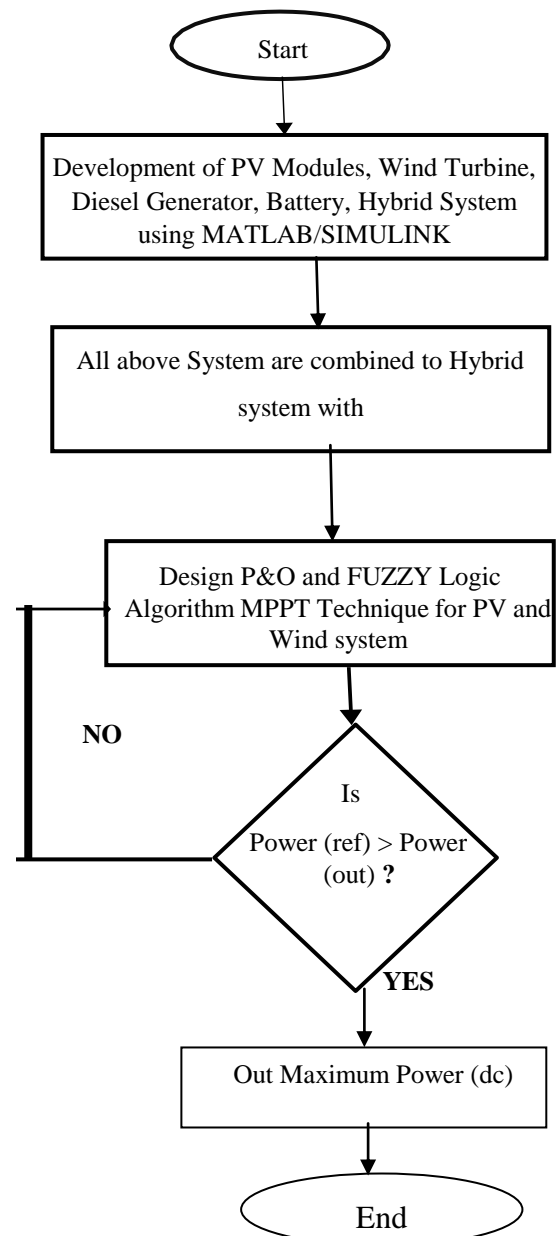 Start
Development of PV Modules, Wind Turbine,
Diesel Generator, Battery, Hybrid System
using MATLAB/SIMULINK
All above System are combined to Hybrid
system with
Design P&O and FUZZY Logic
Algorithm MPPT Technique for PV and
Wind system
NO
Is
Power (ref) > Power
(out) ?
YES
Out Maximum Power (dc)
End